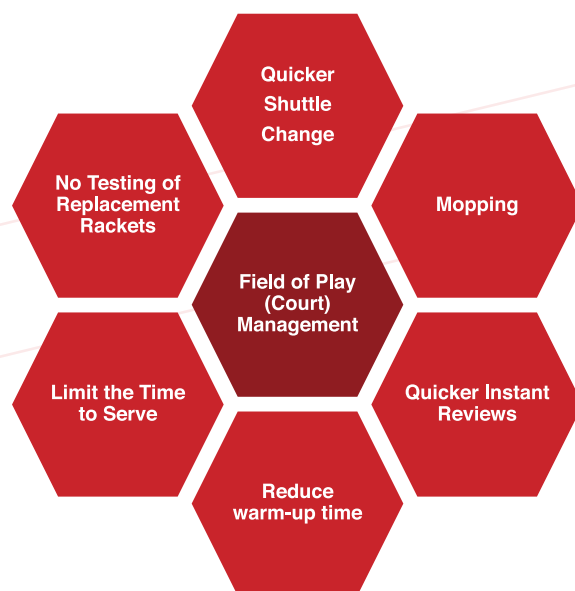 Quicker
Shuttle
Change
No Testing of
Replacement
Rackets
Mopping
Field of Play
(Court)
Management
Limit the Time
to Serve
Quicker Instant
Reviews
Reduce
warm-up time